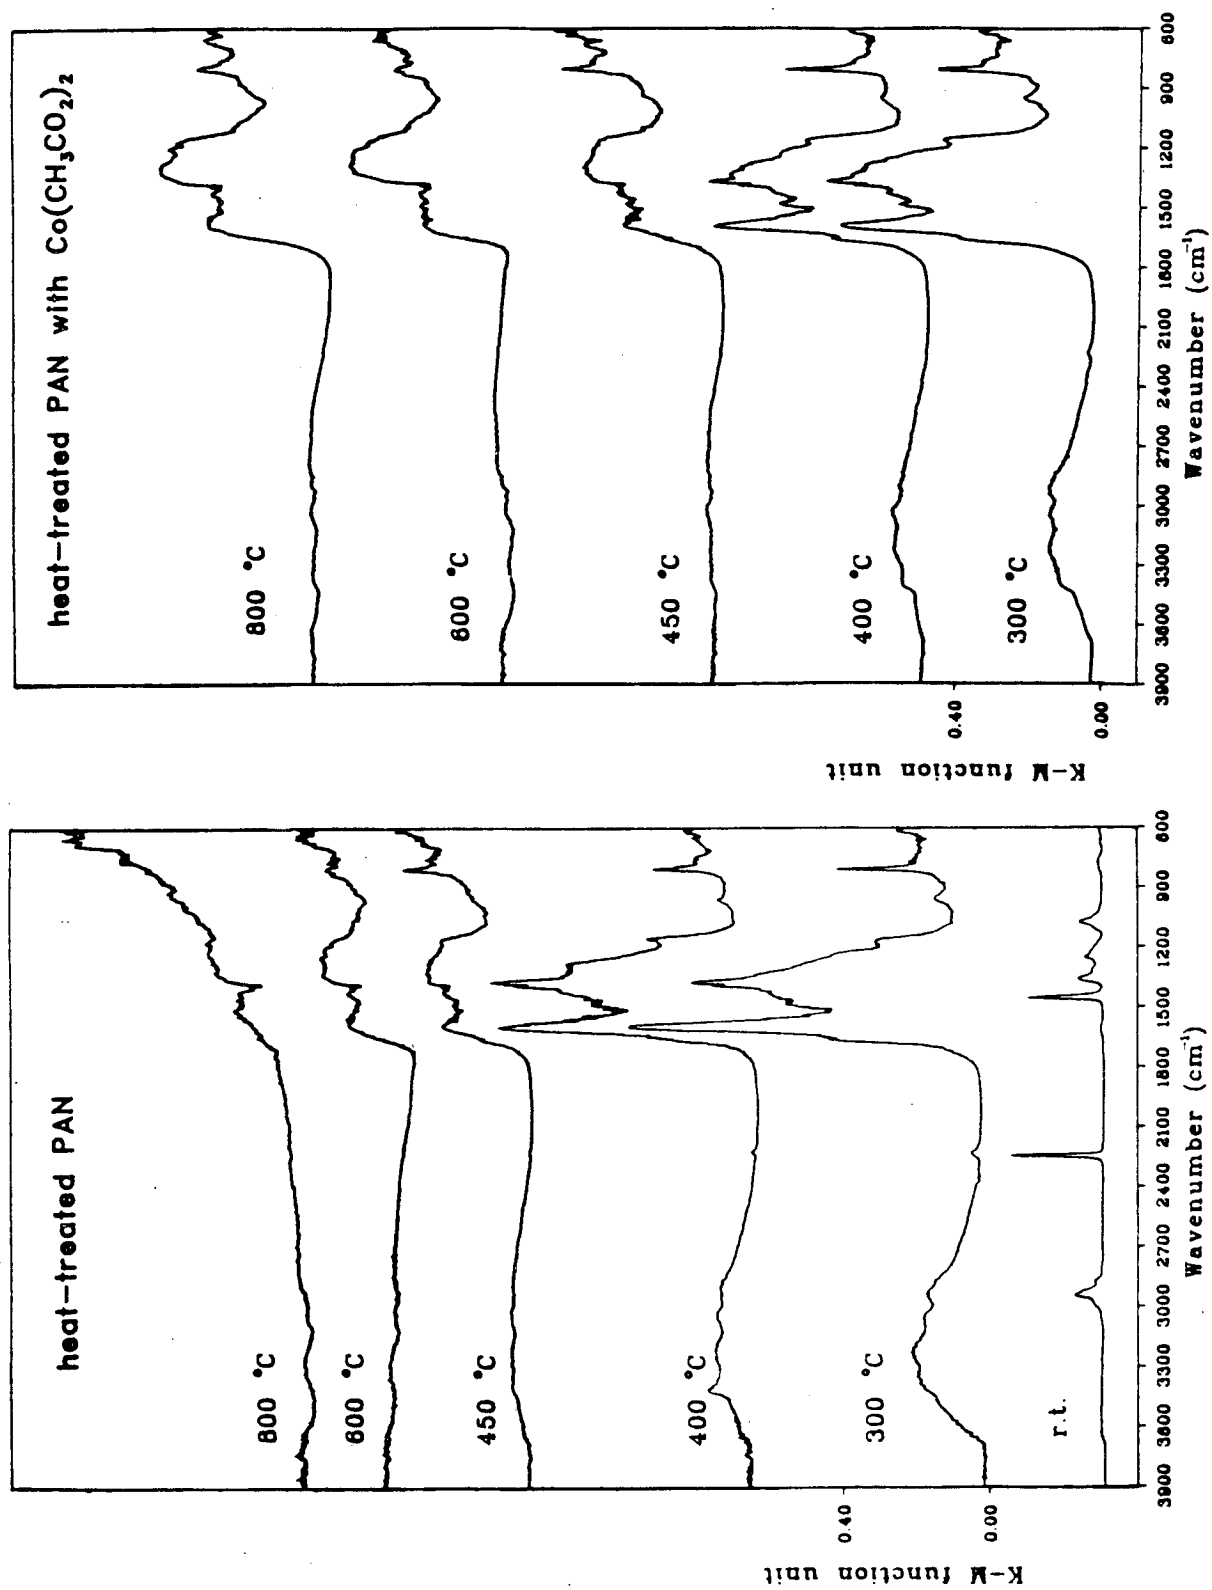 heat-treated PAN
800 °C
600 °C
450 °C
400 °C
300 °C
r.t.
0.40
0.00
K-M function unit
3900 3600 3300 3000 2700 2400 2100 1800 1500 1200 900 600
Wavenumber (cm⁻¹)
heat-treated PAN with Co(CH₃CO₂)₂
800 °C
600 °C
450 °C
400 °C
300 °C
0.40
0.00
K-M function unit
3900 3600 3300 3000 2700 2400 2100 1800 1500 1200 900 600
Wavenumber (cm⁻¹)